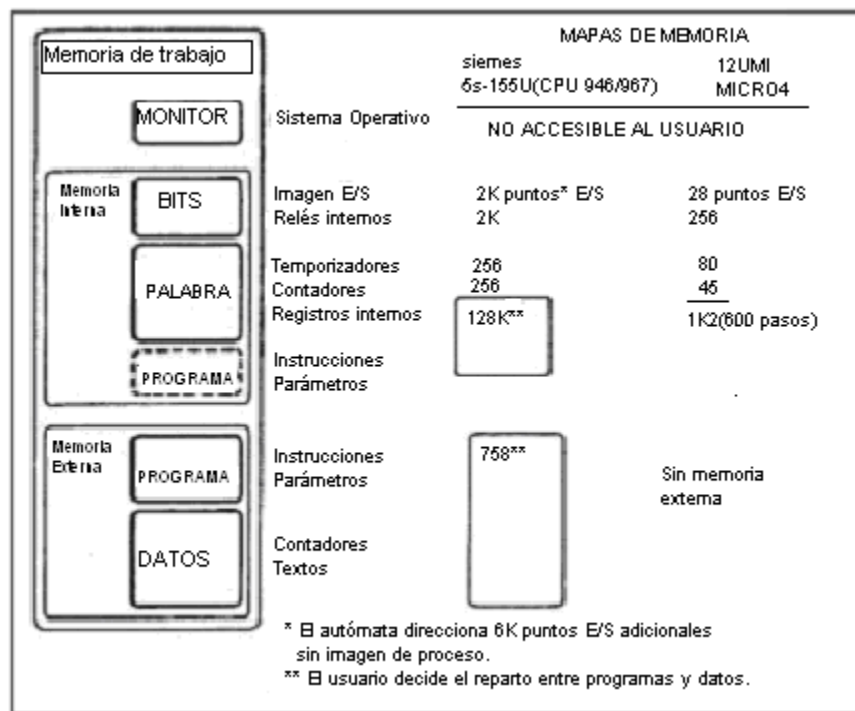 MAPAS DE MEMORIA
Memoria de trabajo
siemes
6s-155U(CPU 946/967)
12UMI
MICRO4
MONITOR
Sistema Operativo
NO ACCESIBLE AL USUARIO
Memoria
Interna
BITS
Imagen E/S
2K puntos* E/S
28 puntos E/S
Relés internos
2K
256
PALABRA
Temporizadores
256
80
Contadores
256
45
Registros internos
128K**
1K2(600 pasos)
PROGRAMA
Instrucciones
Parámetros
Memoria
Externa
PROGRAMA
Instrucciones
Parámetros
758**
Sin memoria
externa
DATOS
Contadores
Textos
* El autómata direcciona 6K puntos E/S adicionales
sin imagen de proceso.
** El usuario decide el reparto entre programas y datos.